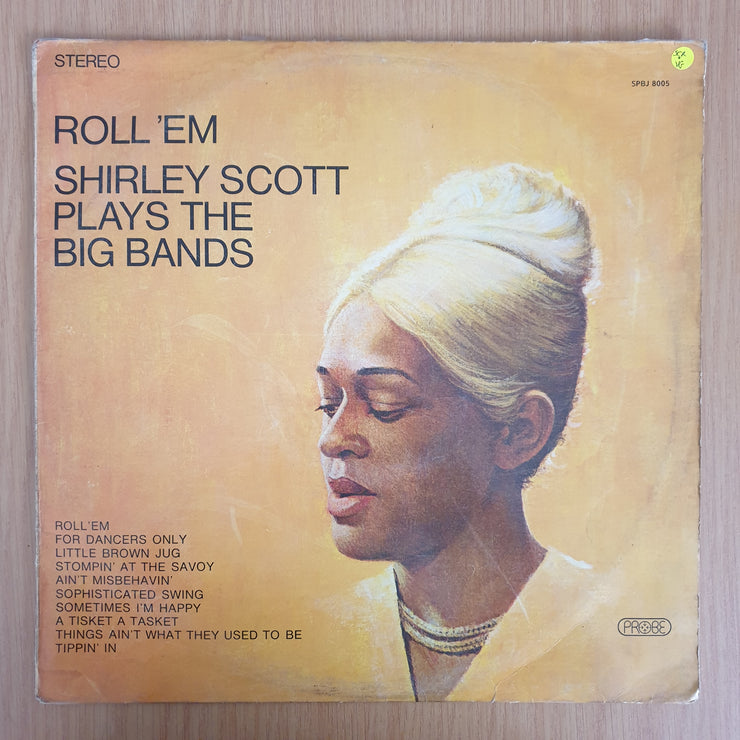 STEREO
SPBJ 8005
ROLL 'EM
SHIRLEY SCOTT
PLAYS THE
BIG BANDS
ROLL'EM
FOR DANCERS ONLY
LITTLE BROWN JUG
STOMPIN' AT THE SAVOY
AIN'T MISBEHAVIN'
SOPHISTICATED SWING
SOMETIMES I'M HAPPY
A TISKET A TASKET
THINGS AIN'T WHAT THEY USED TO BE
TIPPIN' IN
PROBE